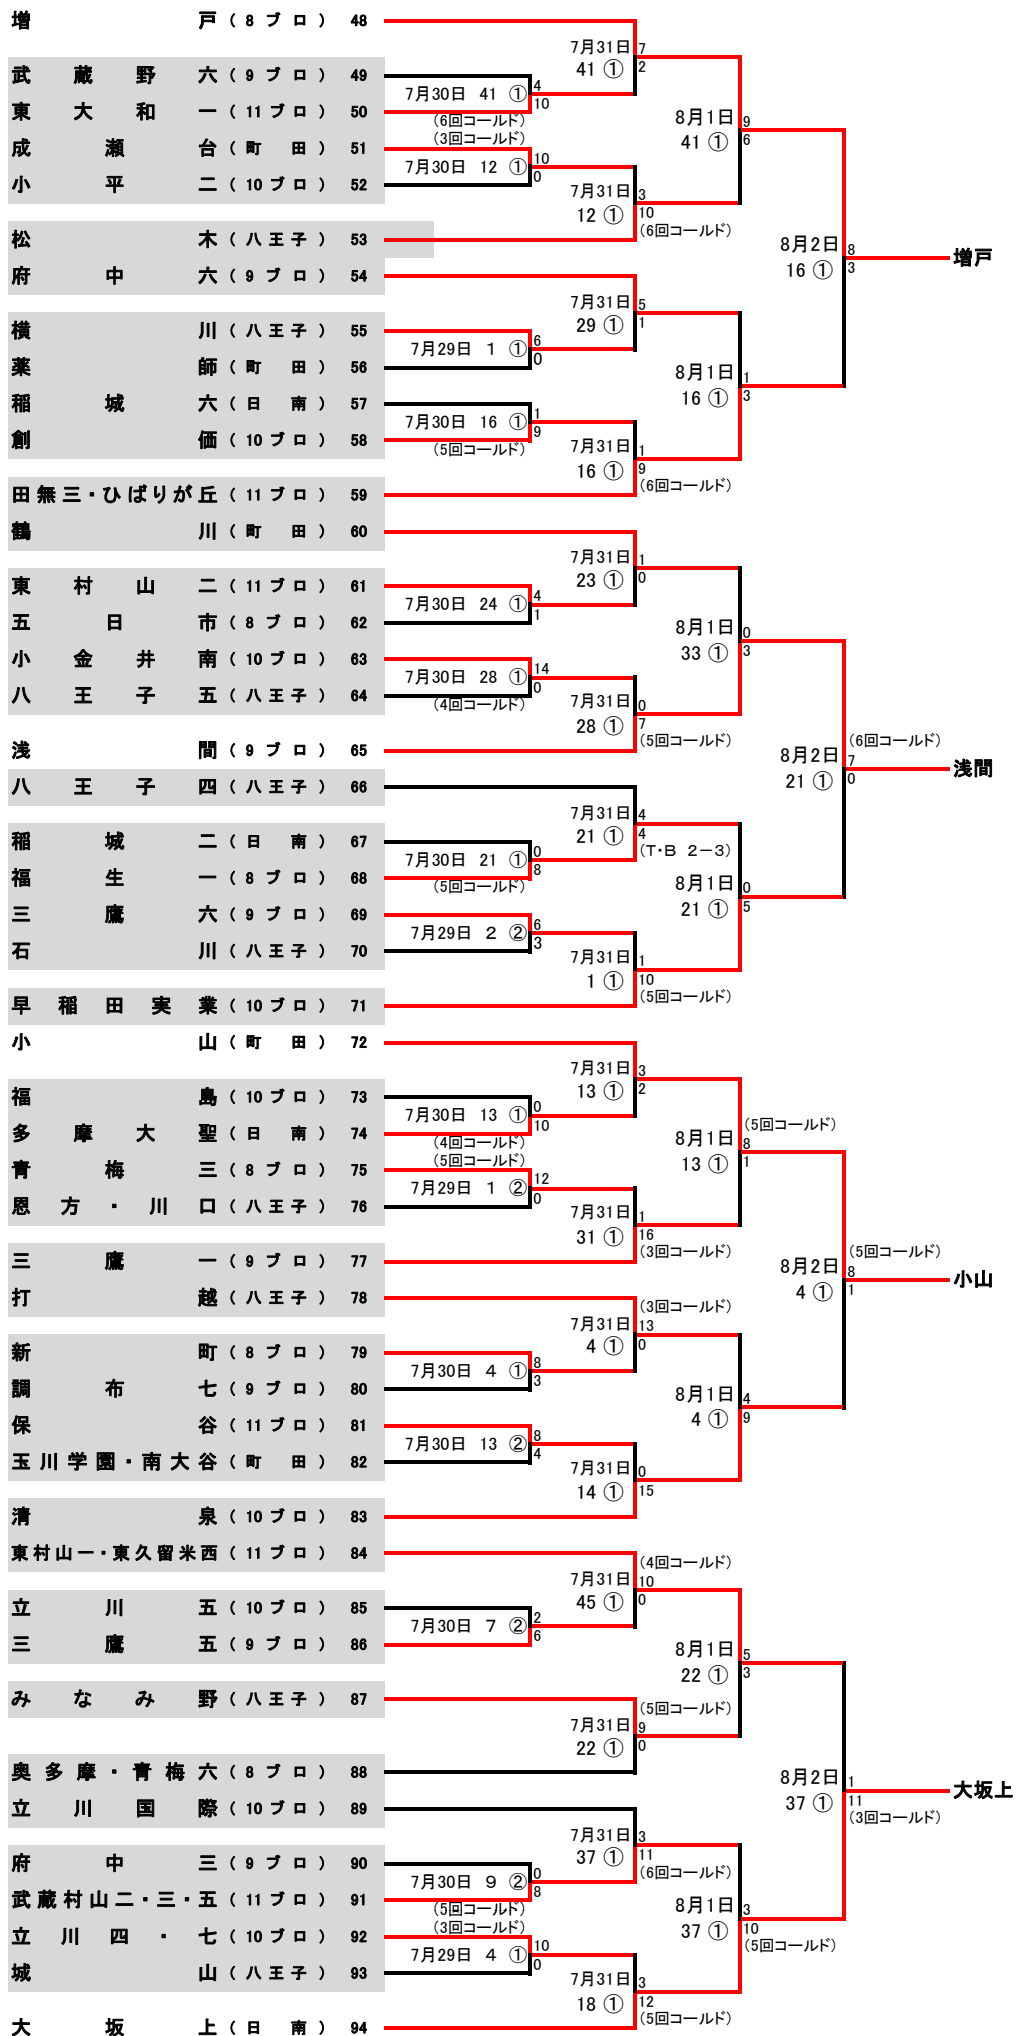 増戸（8ブロ）48
武蔵野六（9ブロ）49
東大和一（11ブロ）50
成瀬台（町田）51
小平二（10ブロ）52
松木（八王子）53
府中六（9ブロ）54
横川（八王子）55
薬師（町田）56
稲城六（日南）57
創価（10ブロ）58
田無三・ひばりが丘（11ブロ）59
鶴川（町田）60
東村山二（11ブロ）61
五日市（8ブロ）62
小金井南（10ブロ）63
八王子五（八王子）64
浅間（9ブロ）65
八王子四（八王子）66
稲城二（日南）67
福生一（8ブロ）68
三鷹六（9ブロ）69
石川（八王子）70
早稲田実業（10ブロ）71
小山（町田）72
福島（10ブロ）73
多摩大聖（日南）74
青梅三（8ブロ）75
恩方・川口（八王子）76
三鷹一（9ブロ）77
打越（八王子）78
新町（8ブロ）79
調布七（9ブロ）80
保谷（11ブロ）81
玉川学園・南大谷（町田）82
清泉（10ブロ）83
東村山一・東久留米西（11ブロ）84
立川五（10ブロ）85
三鷹五（9ブロ）86
みなみ野（八王子）87
奥多摩・青梅六（8ブロ）88
立川国際（10ブロ）89
府中三（9ブロ）90
武蔵村山二・三・五（11ブロ）91
立川四・七（10ブロ）92
城山（八王子）93
大坂上（日南）94
7月30日 41 ① 4
10
（6回コールド）
（3回コールド）
7月30日 12 ① 10
0
7月29日 1 ① 6
0
7月30日 16 ① 1
9
（5回コールド）
7月30日 24 ① 4
1
7月30日 28 ① 14
0
（4回コールド）
7月30日 21 ① 0
8
（5回コールド）
7月29日 2 ② 6
3
7月30日 13 ① 0
10
（4回コールド）
（5回コールド）
7月29日 1 ② 12
0
7月30日 4 ① 8
3
7月30日 13 ② 8
4
7月30日 7 ② 2
6
7月30日 9 ② 0
8
（5回コールド）
（3回コールド）
7月29日 4 ① 10
0
7月31日 7
41 ① 2
7月31日 3
12 ① 10
（6回コールド）
7月31日 5
29 ① 1
7月31日 1
16 ① 9
（6回コールド）
7月31日 1
23 ① 0
7月31日 0
28 ① 7
（5回コールド）
7月31日 4
21 ① 4
（T・B 2－3）
7月31日 1
1 ① 10
（5回コールド）
7月31日 3
13 ① 2
7月31日 1
31 ① 16
（3回コールド）
（3回コールド）
7月31日 13
4 ① 0
7月31日 0
14 ① 15
（4回コールド）
7月31日 10
45 ① 0
（5回コールド）
7月31日 9
22 ① 0
7月31日 3
37 ① 11
（6回コールド）
7月31日 3
18 ① 12
（5回コールド）
8月1日 9
41 ① 6
8月1日 1
16 ① 3
8月1日 0
33 ① 3
8月1日 0
21 ① 5
（5回コールド）
8月1日 8
13 ① 1
8月1日 4
4 ① 9
8月1日 5
22 ① 3
8月1日 3
37 ① 10
（5回コールド）
8月2日 8
16 ① 3
増戸
（6回コールド）
8月2日 7
21 ① 0
浅間
（5回コールド）
8月2日 8
4 ① 1
小山
8月2日 1
37 ① 11
（3回コールド）
大坂上